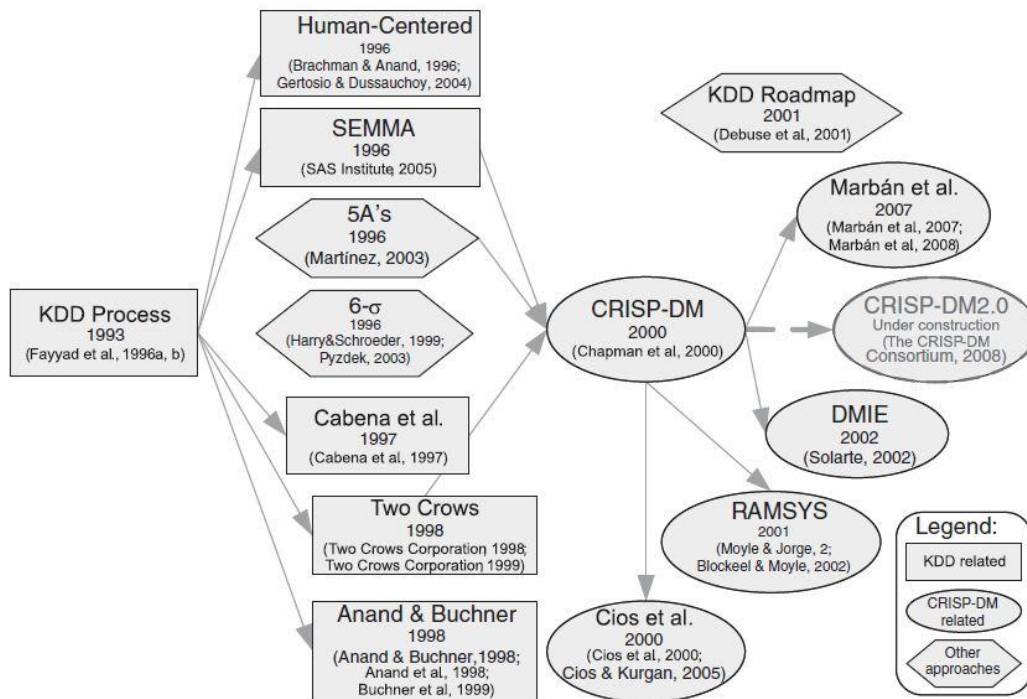 Human-Centered
1996
(Brachman & Anand, 1996;
Gertosio & Dussauchoy, 2004)
SEMMA
1996
(SAS Institute, 2005)
5A's
1996
(Martínez, 2003)
6-σ
1996
(Harry&Schroeder, 1999;
Pyzdek, 2003)
KDD Process
1993
(Fayyad et al., 1996a, b)
Cabena et al.
1997
(Cabena et al., 1997)
Two Crows
1998
(Two Crows Corporation, 1998;
Two Crows Corporation, 1999)
Anand & Buchner
1998
(Anand & Buchner, 1998;
Anand et al., 1998;
Buchner et al., 1999)
CRISP-DM
2000
(Chapman et al., 2000)
KDD Roadmap
2001
(Debuse et al., 2001)
Marbán et al.
2007
(Marbán et al., 2007;
Marbán et al., 2008)
CRISP-DM2.0
Under construction
(The CRISP-DM
Consortium, 2008)
DMIE
2002
(Solarte, 2002)
RAMSYS
2001
(Moyle & Jorge, 2;
Blockeel & Moyle, 2002)
Cios et al.
2000
(Cios et al., 2000;
Cios & Kurgan, 2005)
Legend:
KDD related
CRISP-DM
related
Other
approaches